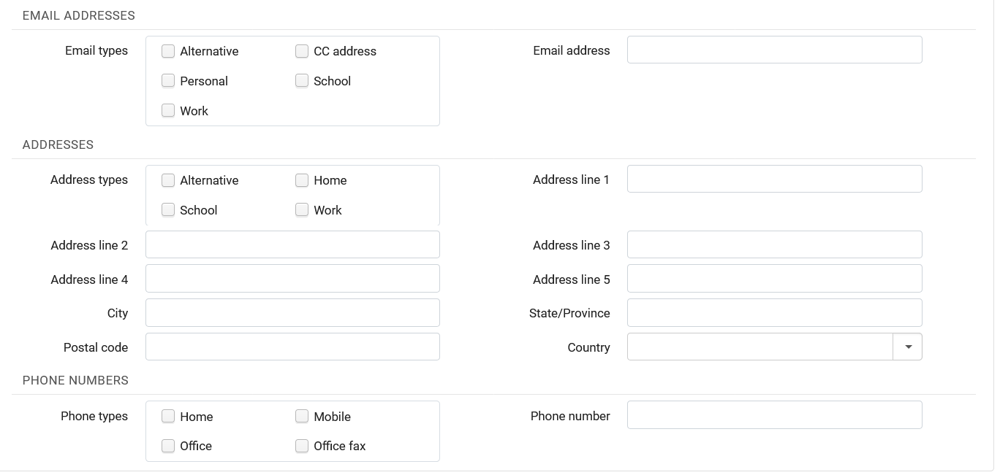 EMAIL ADDRESSES
Email types
Alternative
CC address
Email address
Personal
School
Work
ADDRESSES
Address types
Alternative
Home
Address line 1
School
Work
Address line 2
Address line 3
Address line 4
Address line 5
City
State/Province
Postal code
Country
PHONE NUMBERS
Phone types
Home
Mobile
Phone number
Office
Office fax